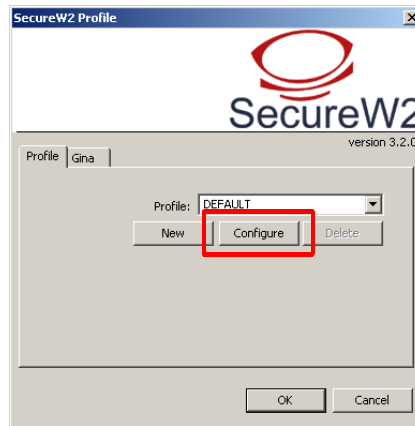 SecureW2 Profile
SecureW2
version 3.2.0
Profile Gina
Profile: DEFAULT
New Configure Delete
OK Cancel